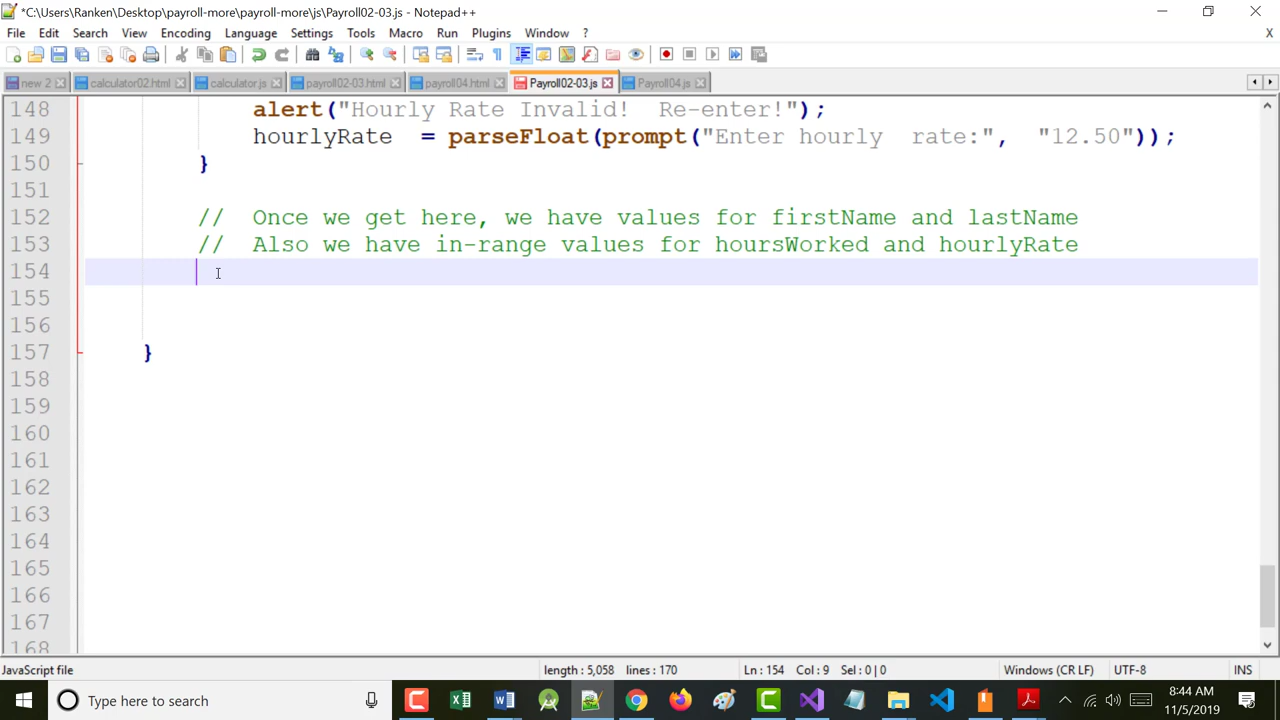 *C:\Users\Ranken\Desktop\payroll-more\payroll-more\js\Payroll02-03.js - Notepad++
File Edit Search View Encoding Language Settings Tools Macro Run Plugins Window ? X
new 2 calculator02.html calculator.js payroll02-03.html payroll04.html Payroll02-03.js Payroll04.js
148 alert("Hourly Rate Invalid!  Re-enter!");
149 hourlyRate  = parseFloat(prompt("Enter hourly  rate:",  "12.50"));
150 }
151
152 //  Once we get here, we have values for firstName and lastName
153 //  Also we have in-range values for hoursWorked and hourlyRate
154
155
156
157 }
158
159
160
161
162
163
164
165
166
167
168
JavaScript file length : 5,058 lines : 170 Ln : 154 Col : 9 Sel : 0 | 0 Windows (CR LF) UTF-8 INS
Type here to search 8:44 AM
11/5/2019